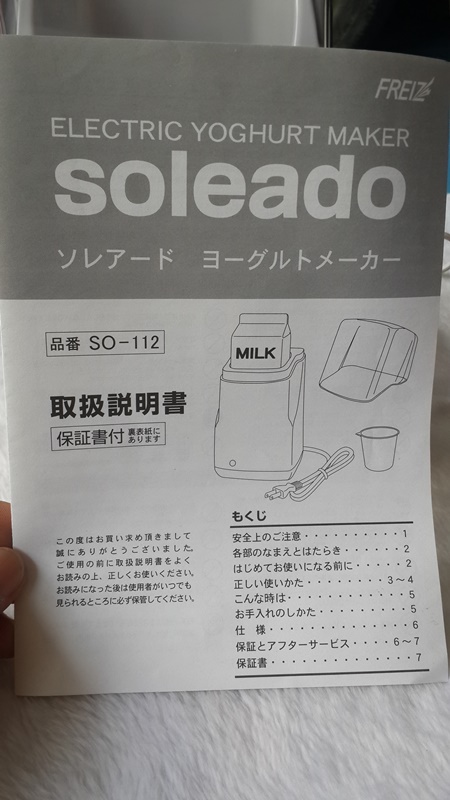 FREIZ
ELECTRIC YOGHURT MAKER
soleado
ソレアード ヨーグルトメーカー
品番 SO-112
MILK
取扱説明書
保証書付 裏表紙に
あります
この度はお買い求め頂きまして
誠にありがとうございました。
ご使用の前に取扱説明書をよく
お読みの上、正しくお使いください。
お読みになった後は使用者がいつでも
見られるところに必ず保管してください。
もくじ
安全上のご注意・・・・・・・・・・1
各部のなまえとはたらき・・・・・・2
はじめてお使いになる前に・・・・・2
正しい使いかた・・・・・・・・3〜4
こんな時は・・・・・・・・・・・・5
お手入れのしかた・・・・・・・・・5
仕 様・・・・・・・・・・・・・・6
保証とアフターサービス・・・・6〜7
保証書・・・・・・・・・・・・・・7